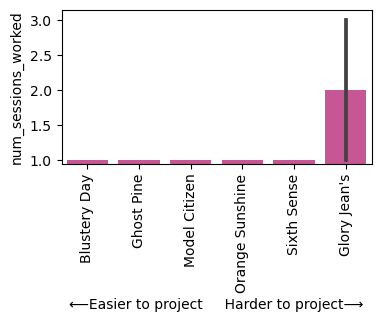 num_sessions_worked
3.0
2.5
2.0
1.5
1.0
Blustery Day
Ghost Pine
Model Citizen
Orange Sunshine
Sixth Sense
Glory Jean's
⟵Easier to project Harder to project⟶